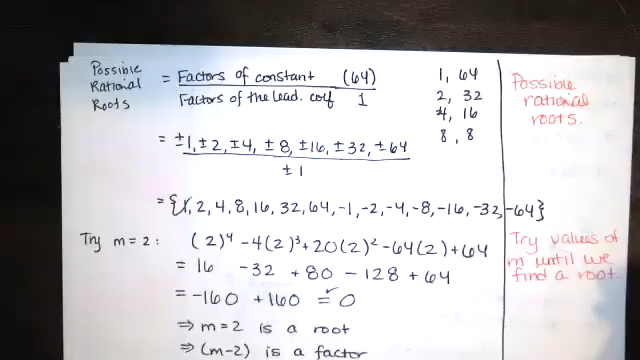 Possible
Rational
Roots
= Factors of constant (64)
Factors of the Lead. coeff 1
1, 64
2, 32
4, 16
8, 8
Possible
rational
roots.
= ±1, ±2, ±4, ±8, ±16, ±32, ±64
±1
= {1, 2, 4, 8, 16, 32, 64, -1, -2, -4, -8, -16, -32, -64}
Try m = 2: (2)⁴ - 4(2)³ + 20(2)² - 64(2) + 64
= 16 -32 + 80 - 128 + 64
= -160 + 160 = 0 ✓
⇒ m = 2 is a root
⇒ (m-2) is a factor
Try values of
m until we
find a root.